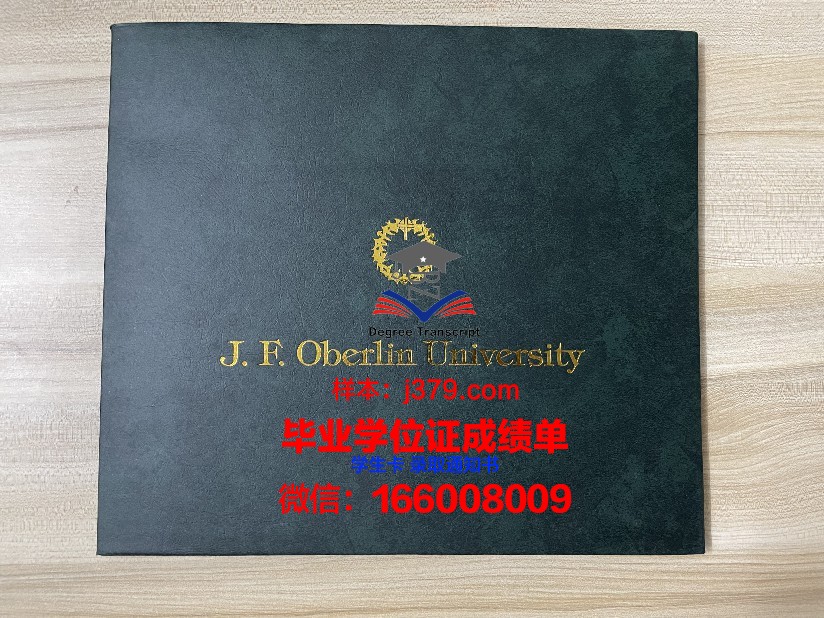 Degree Transcript
J. F. Oberlin University
样本：j379.com
毕业学位证成绩单
学生卡 录取通知书
微信：166008009